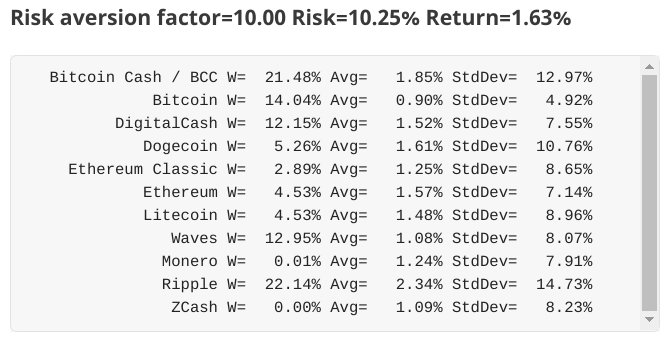 Risk aversion factor=10.00 Risk=10.25% Return=1.63%
Bitcoin Cash / BCC W= 21.48% Avg= 1.85% StdDev= 12.97%
Bitcoin W= 14.04% Avg= 0.90% StdDev= 4.92%
DigitalCash W= 12.15% Avg= 1.52% StdDev= 7.55%
Dogecoin W= 5.26% Avg= 1.61% StdDev= 10.76%
Ethereum Classic W= 2.89% Avg= 1.25% StdDev= 8.65%
Ethereum W= 4.53% Avg= 1.57% StdDev= 7.14%
Litecoin W= 4.53% Avg= 1.48% StdDev= 8.96%
Waves W= 12.95% Avg= 1.08% StdDev= 8.07%
Monero W= 0.01% Avg= 1.24% StdDev= 7.91%
Ripple W= 22.14% Avg= 2.34% StdDev= 14.73%
ZCash W= 0.00% Avg= 1.09% StdDev= 8.23%